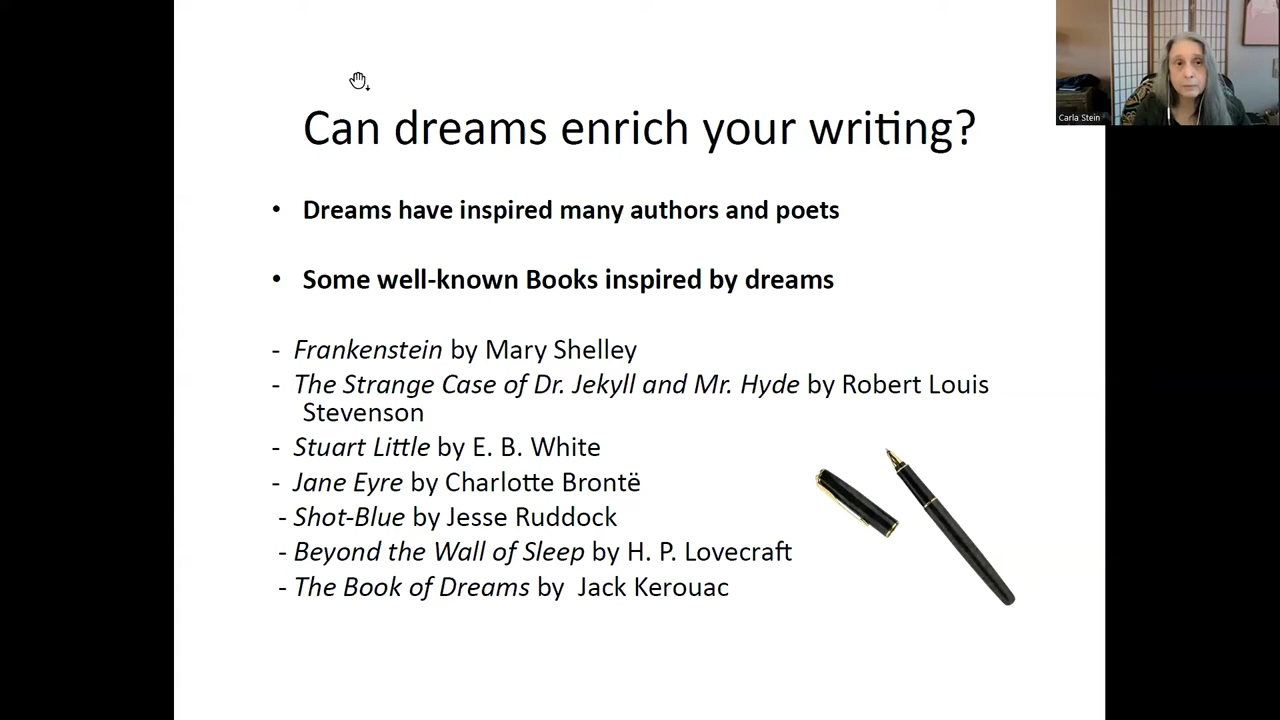 Can dreams enrich your writing?
• Dreams have inspired many authors and poets
• Some well-known Books inspired by dreams
- Frankenstein by Mary Shelley
- The Strange Case of Dr. Jekyll and Mr. Hyde by Robert Louis
Stevenson
- Stuart Little by E. B. White
- Jane Eyre by Charlotte Brontë
- Shot-Blue by Jesse Ruddock
- Beyond the Wall of Sleep by H. P. Lovecraft
- The Book of Dreams by Jack Kerouac
Carla Stein